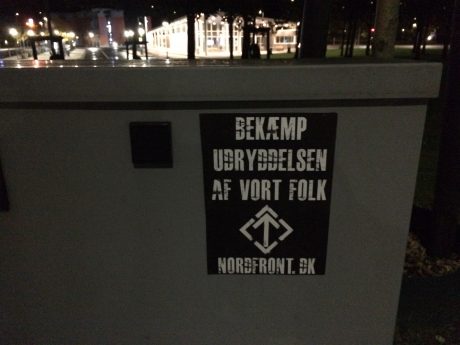 BEKÆMP
UDRYDDELSEN
AF VORT FOLK
NORDFRONT.DK